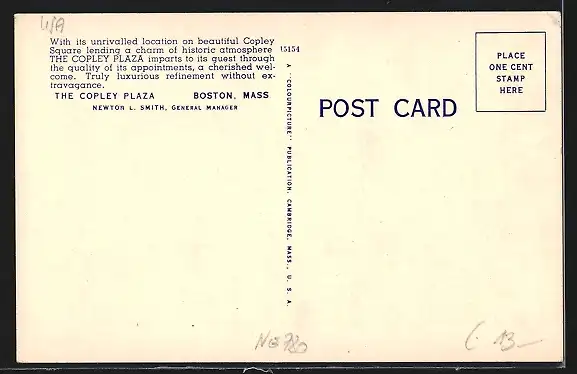 WA
With its unrivalled location on beautiful Copley
Square lending a charm of historic atmosphere
THE COPLEY PLAZA imparts to its guest through
the quality of its appointments, a cherished wel-
come. Truly luxurious refinement without ex-
travagance.
THE COPLEY PLAZA BOSTON, MASS
NEWTON L. SMITH, GENERAL MANAGER
15154
A "COLOURPICTURE" PUBLICATION, CAMBRIDGE, MASS., U. S. A.
POST CARD
PLACE
ONE CENT
STAMP
HERE